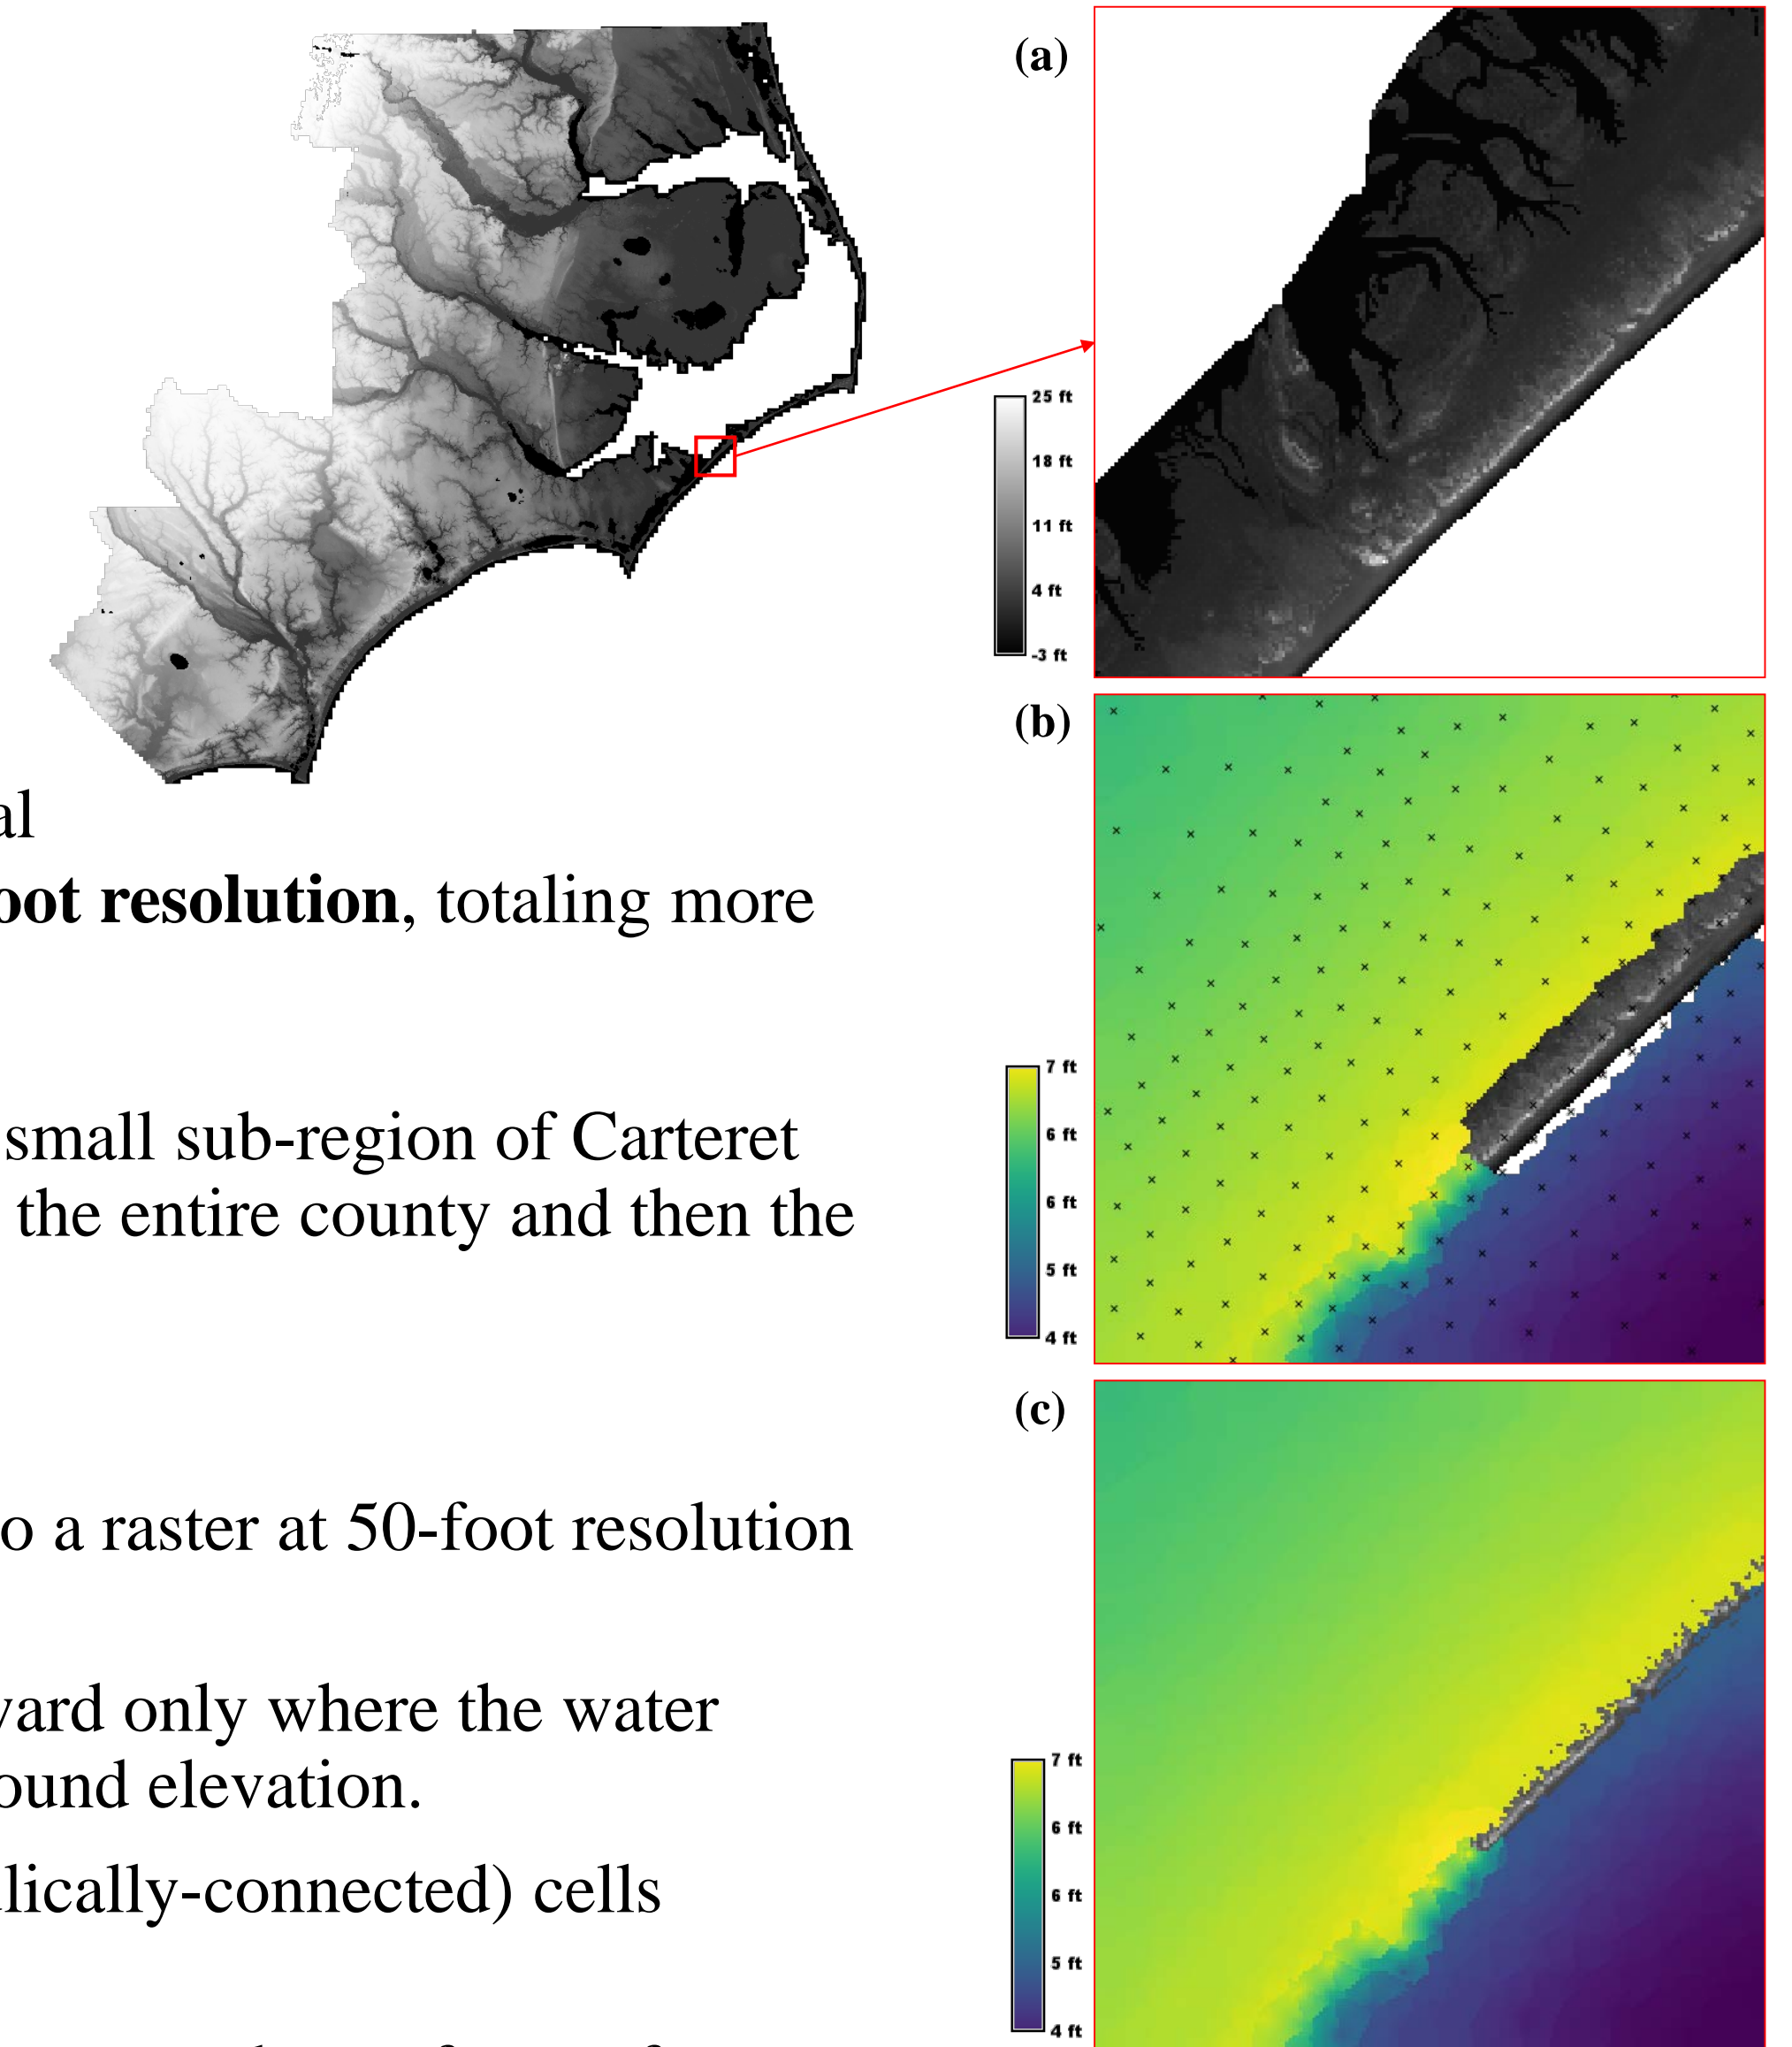 (a)
25 ft
18 ft
11 ft
4 ft
-3 ft
(b)
al
oot resolution, totaling more
7 ft
6 ft
6 ft
5 ft
4 ft
small sub-region of Carteret
the entire county and then the
(c)
o a raster at 50-foot resolution
vard only where the water
ound elevation.
lically-connected) cells
7 ft
6 ft
6 ft
5 ft
4 ft